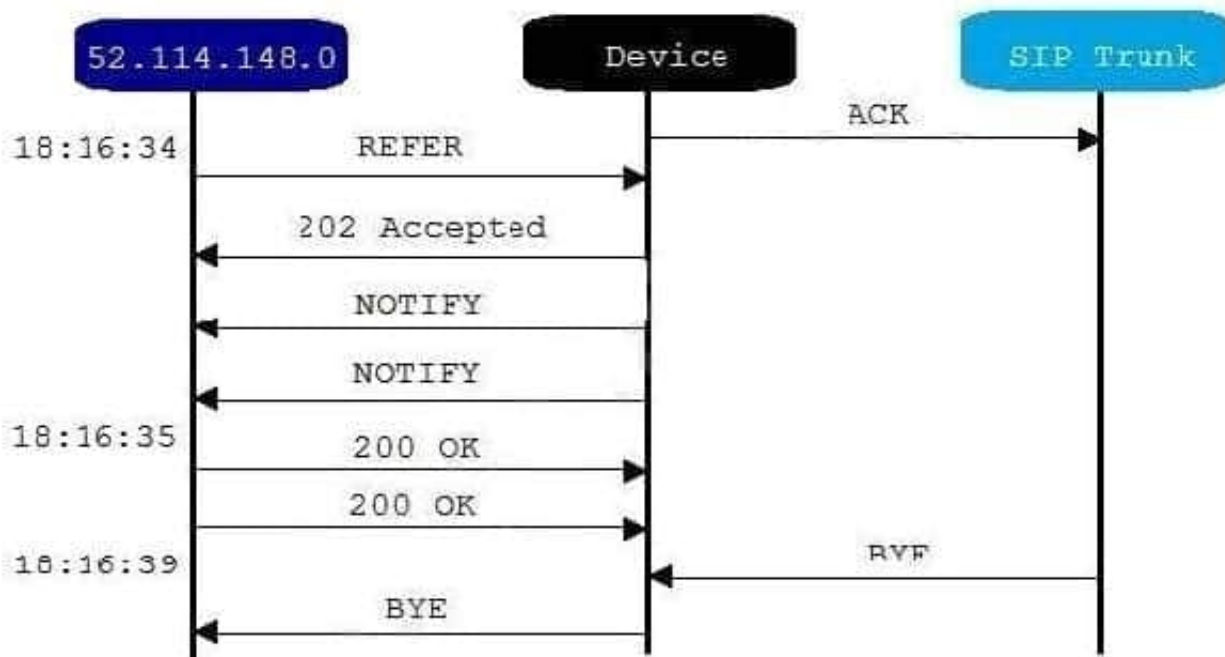 52.114.148.0
Device
SIP Trunk
ACK
18:16:34
REFER
202 Accepted
NOTIFY
NOTIFY
18:16:35
200 OK
200 OK
18:16:39
BYE
BYE